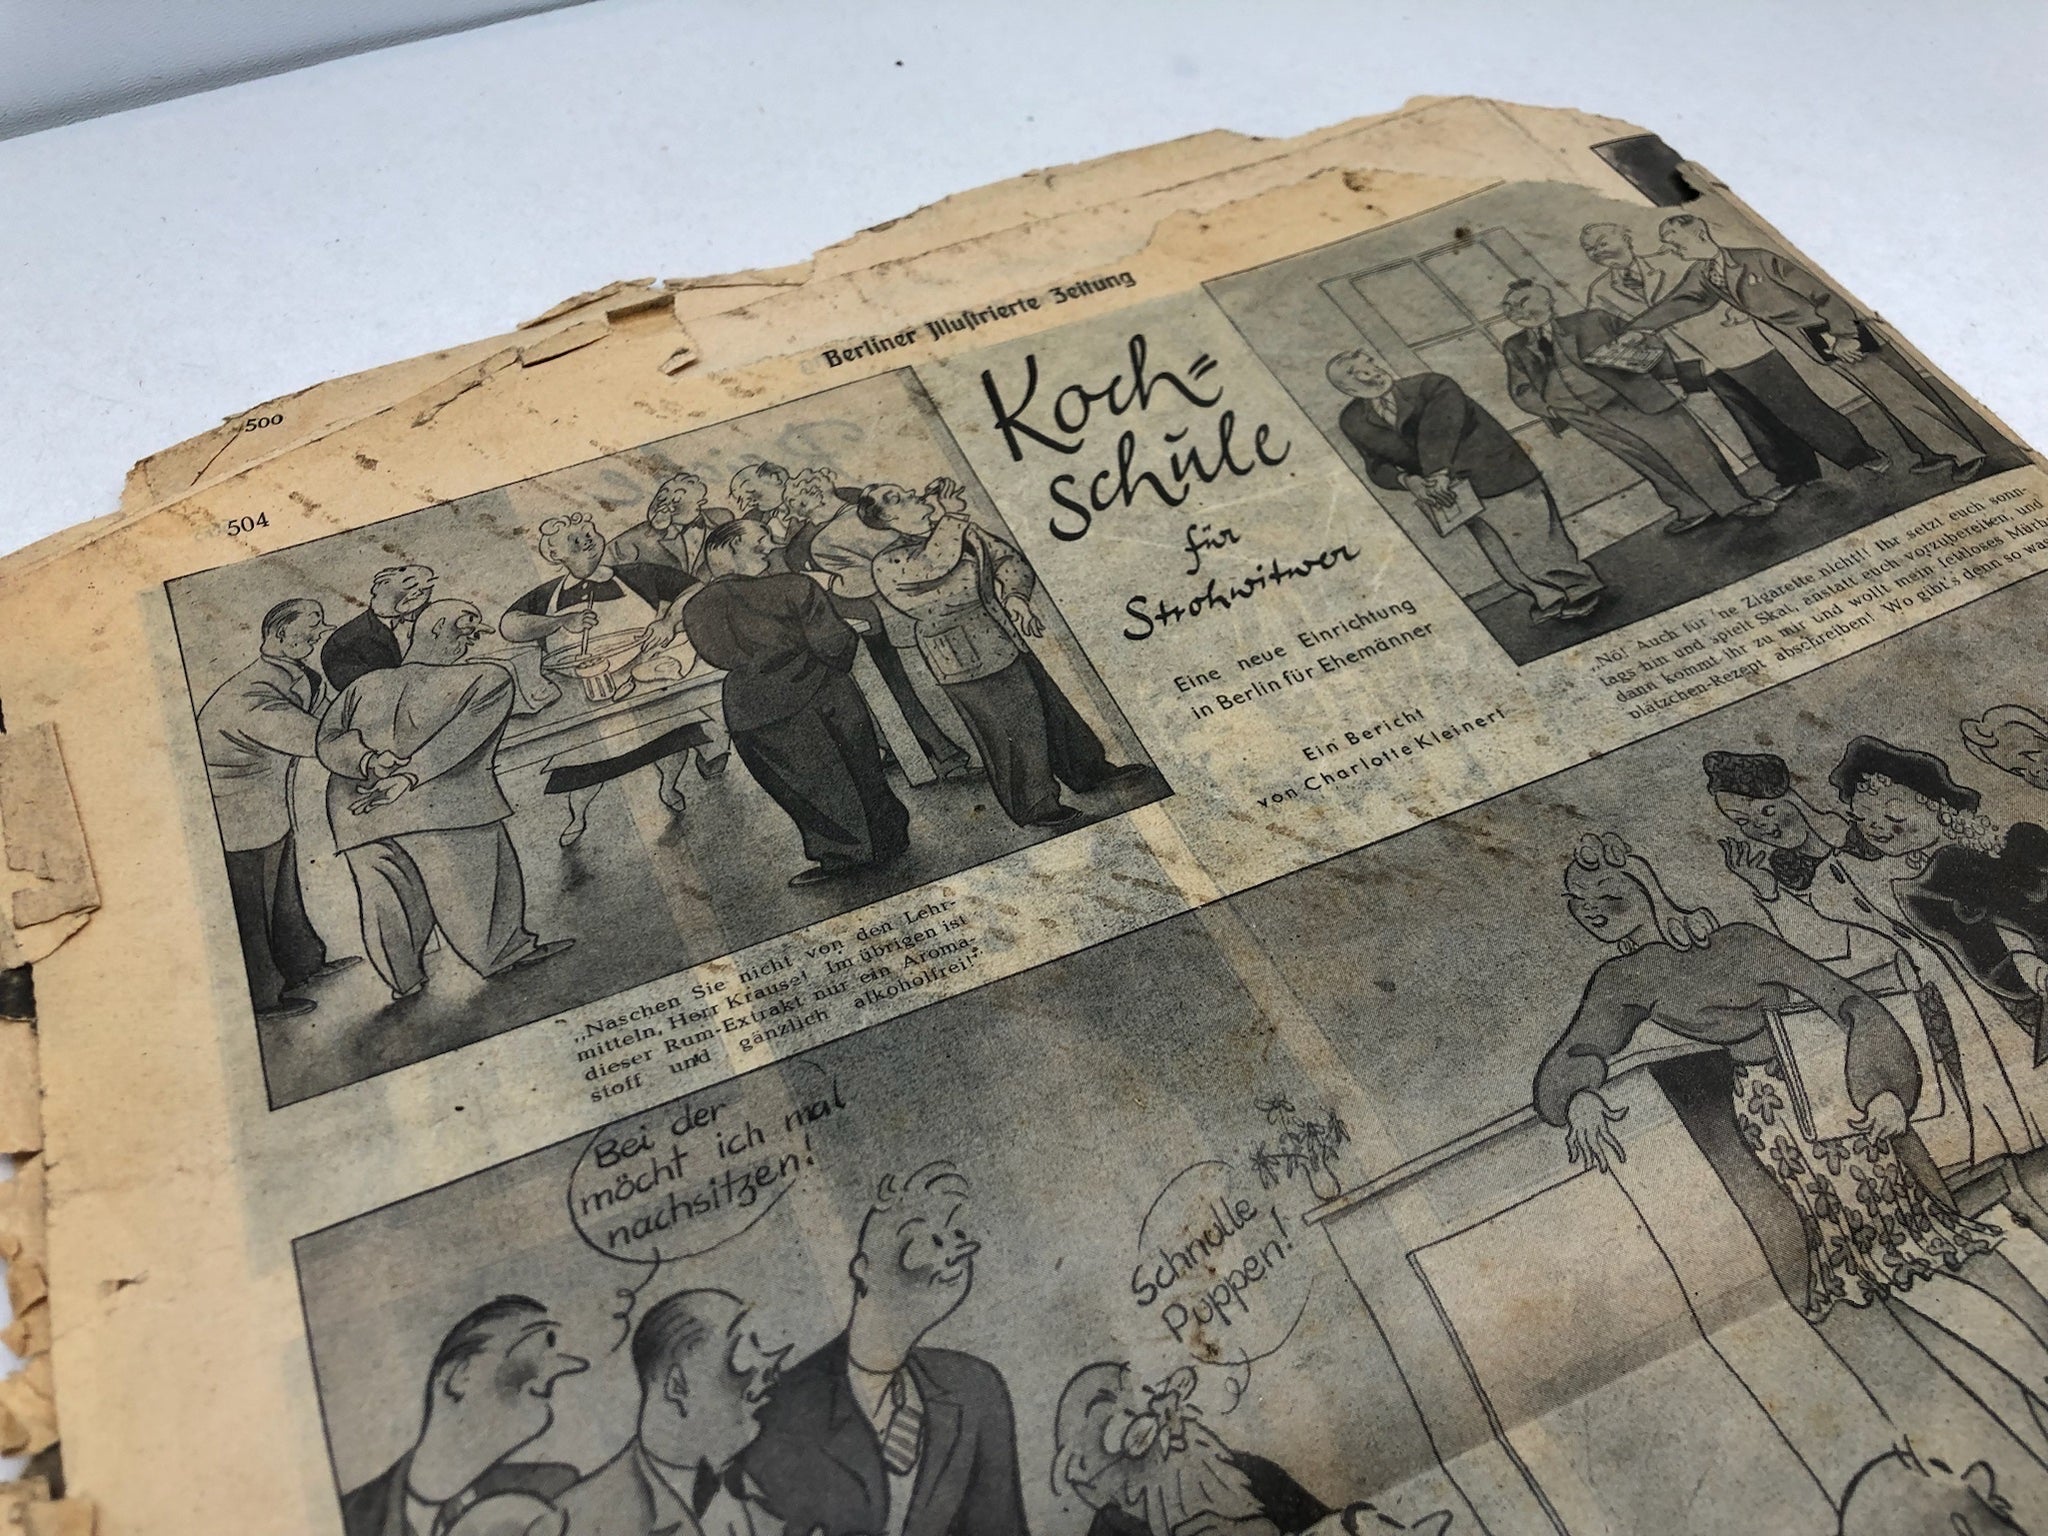 500
504
Berliner Illustrierte Zeitung
Koch=
schule
für
Strohwitwer
Eine neue Einrichtung
in Berlin für Ehemänner
Ein Bericht
von Charlotte Kleinert
„Nö! Auch für 'ne Zigarette nicht!! Ihr setzt euch sonn-
tags hin und spielt Skat, anstatt euch vorzubereiten, und
dann kommt ihr zu mir und wollt mein fettloses Mürb
plätzchen-Rezept abschreiben! Wo gibt's denn so was
„Naschen Sie nicht von den Lehr-
mitteln, Herr Krause! Im übrigen ist
dieser Rum-Extrakt nur ein Aroma-
stoff und gänzlich alkoholfrei!"
Bei der
möcht ich mal
nachsitzen!
Schnulle
Puppen!